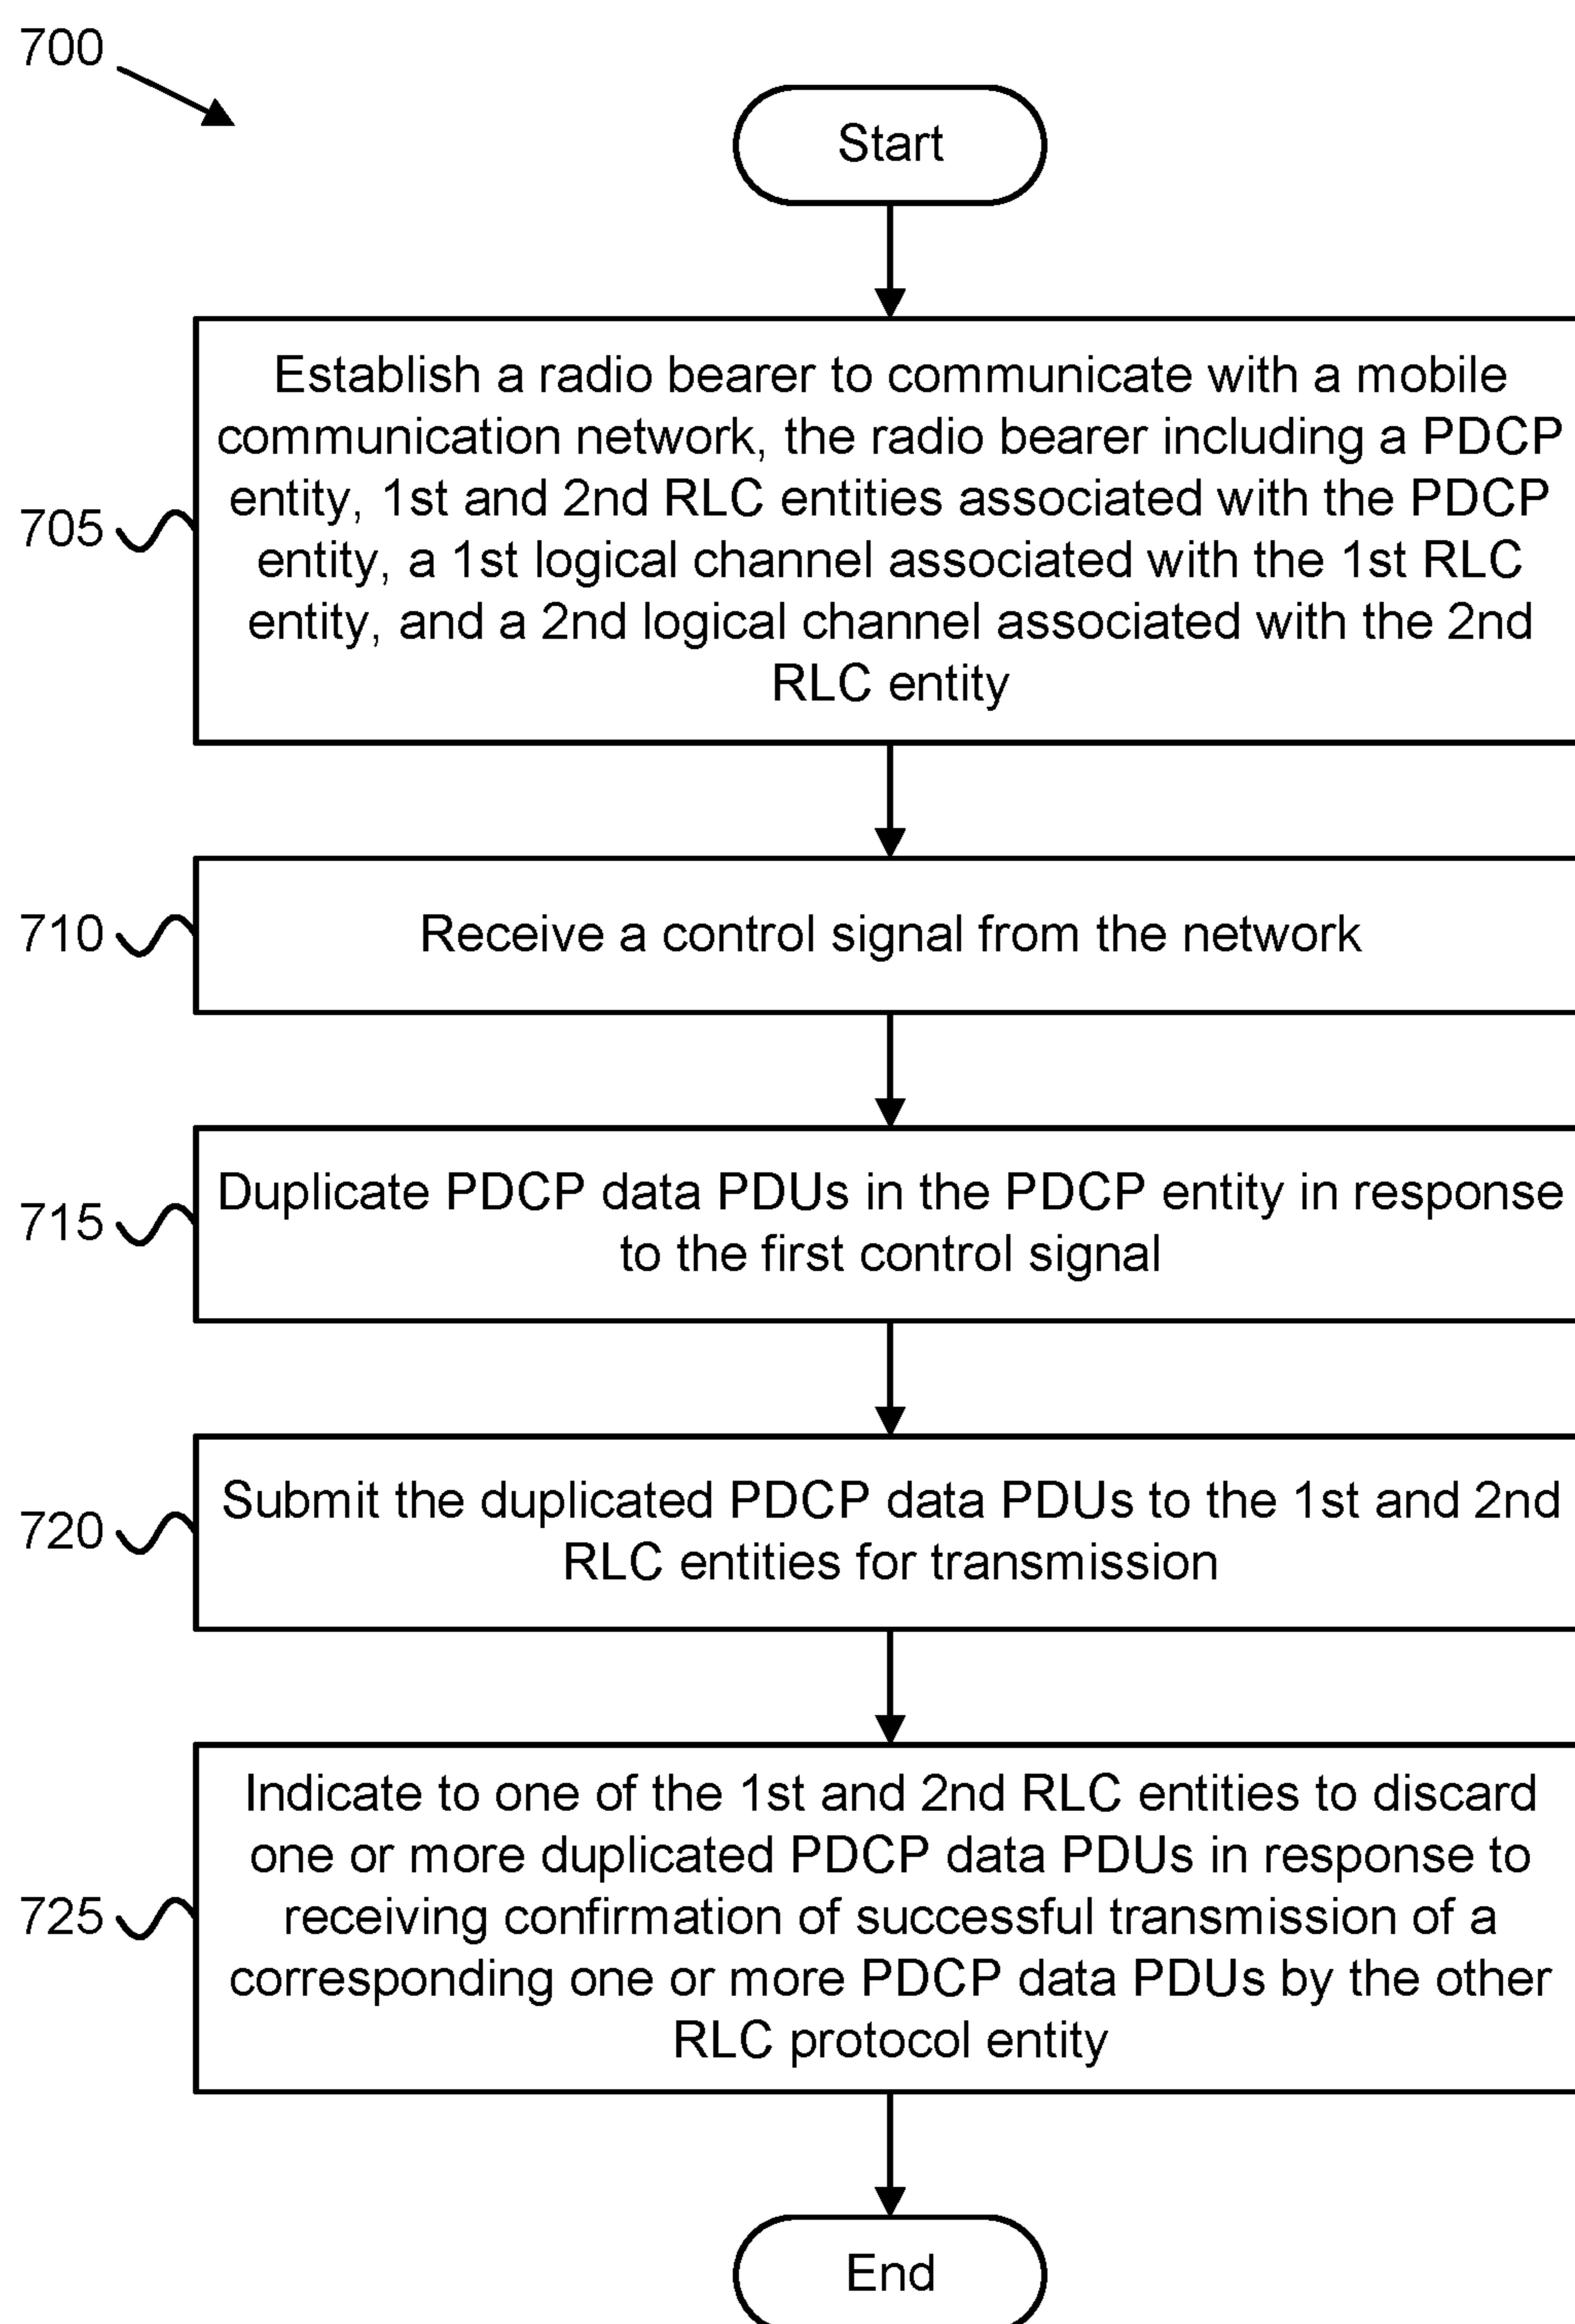 700
Start
Establish a radio bearer to communicate with a mobile
communication network, the radio bearer including a PDCP
entity, 1st and 2nd RLC entities associated with the PDCP
entity, a 1st logical channel associated with the 1st RLC
entity, and a 2nd logical channel associated with the 2nd
RLC entity
705
Receive a control signal from the network
710
Duplicate PDCP data PDUs in the PDCP entity in response
to the first control signal
715
Submit the duplicated PDCP data PDUs to the 1st and 2nd
RLC entities for transmission
720
Indicate to one of the 1st and 2nd RLC entities to discard
one or more duplicated PDCP data PDUs in response to
receiving confirmation of successful transmission of a
corresponding one or more PDCP data PDUs by the other
RLC protocol entity
725
End